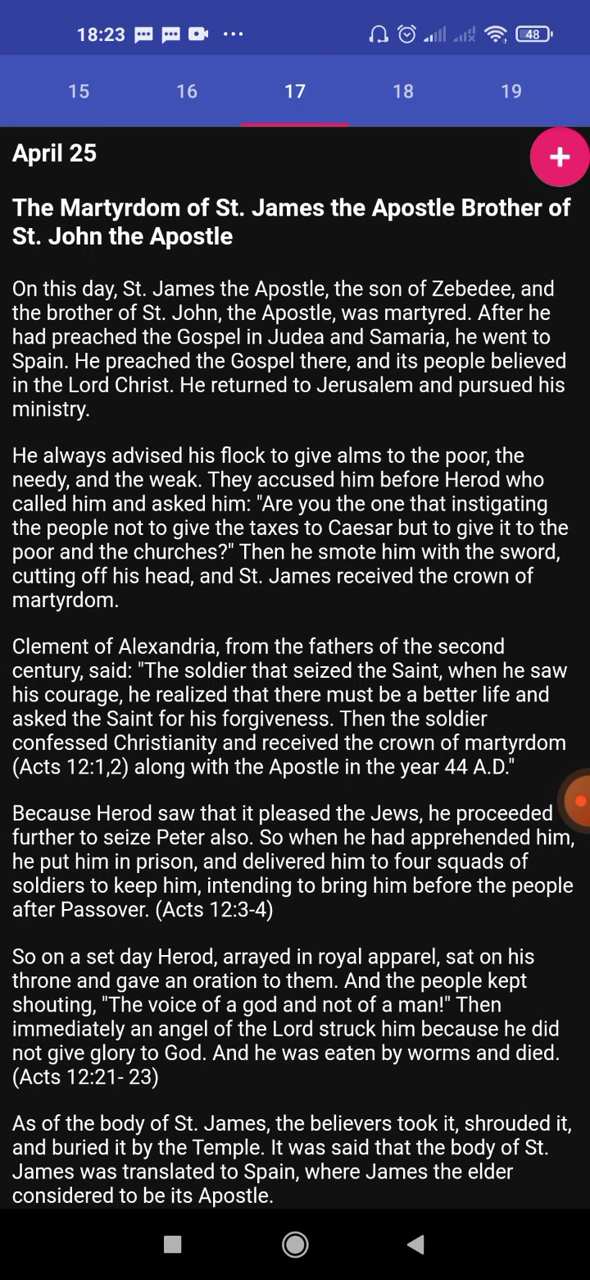 18:23
48
15 16 17 18 19
April 25
+
The Martyrdom of St. James the Apostle Brother of
St. John the Apostle
On this day, St. James the Apostle, the son of Zebedee, and
the brother of St. John, the Apostle, was martyred. After he
had preached the Gospel in Judea and Samaria, he went to
Spain. He preached the Gospel there, and its people believed
in the Lord Christ. He returned to Jerusalem and pursued his
ministry.
He always advised his flock to give alms to the poor, the
needy, and the weak. They accused him before Herod who
called him and asked him: "Are you the one that instigating
the people not to give the taxes to Caesar but to give it to the
poor and the churches?" Then he smote him with the sword,
cutting off his head, and St. James received the crown of
martyrdom.
Clement of Alexandria, from the fathers of the second
century, said: "The soldier that seized the Saint, when he saw
his courage, he realized that there must be a better life and
asked the Saint for his forgiveness. Then the soldier
confessed Christianity and received the crown of martyrdom
(Acts 12:1,2) along with the Apostle in the year 44 A.D."
Because Herod saw that it pleased the Jews, he proceeded
further to seize Peter also. So when he had apprehended him,
he put him in prison, and delivered him to four squads of
soldiers to keep him, intending to bring him before the people
after Passover. (Acts 12:3-4)
So on a set day Herod, arrayed in royal apparel, sat on his
throne and gave an oration to them. And the people kept
shouting, "The voice of a god and not of a man!" Then
immediately an angel of the Lord struck him because he did
not give glory to God. And he was eaten by worms and died.
(Acts 12:21- 23)
As of the body of St. James, the believers took it, shrouded it,
and buried it by the Temple. It was said that the body of St.
James was translated to Spain, where James the elder
considered to be its Apostle.